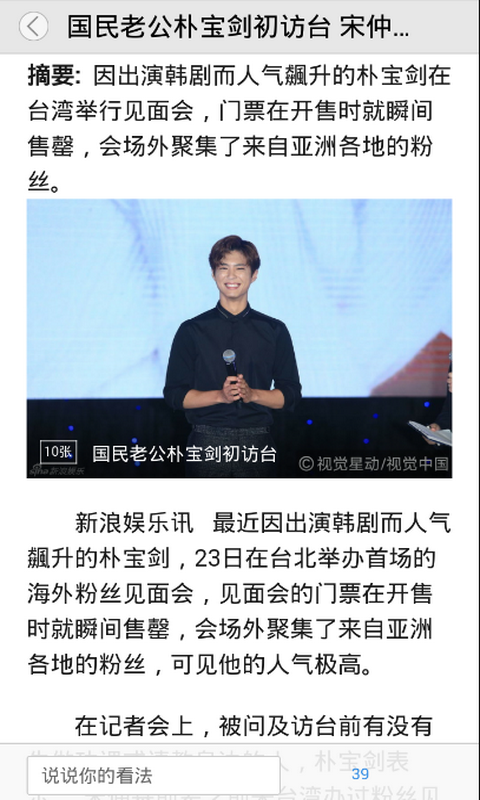 国民老公朴宝剑初访台 宋仲...
摘要: 因出演韩剧而人气飙升的朴宝剑在
台湾举行见面会，门票在开售时就瞬间
售罄，会场外聚集了来自亚洲各地的粉
丝。
10张 国民老公朴宝剑初访台
sina新浪娱乐 ©视觉星动/视觉中国
新浪娱乐讯 最近因出演韩剧而人气
飙升的朴宝剑，23日在台北举办首场的
海外粉丝见面会，见面会的门票在开售
时就瞬间售罄，会场外聚集了来自亚洲
各地的粉丝，可见他的人气极高。
在记者会上，被问及访台前有没有
人，朴宝剑表
说说你的看法 39
台湾办过粉丝见